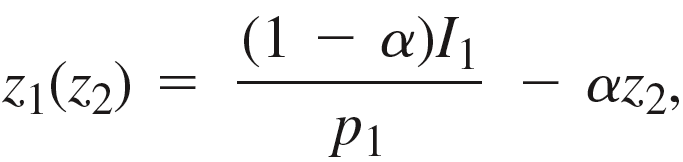 z₁(z₂) = (1 − α)I₁ / p₁ − αz₂,